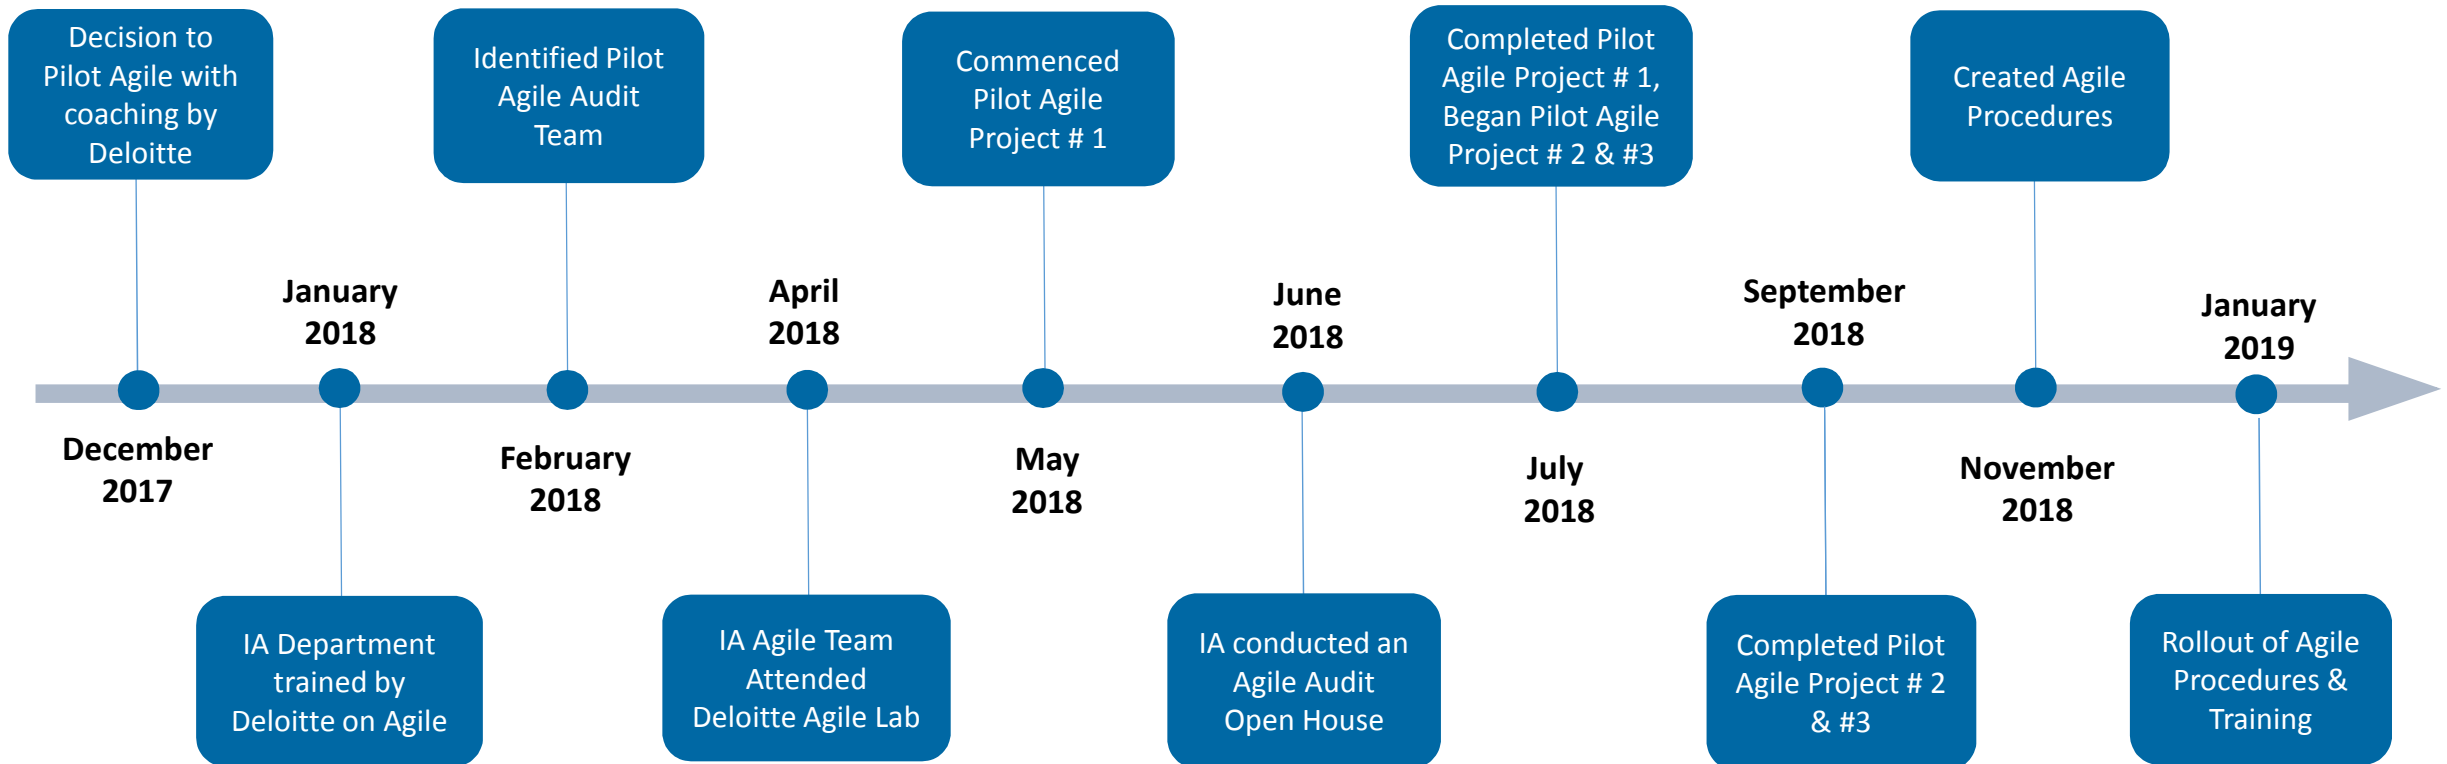 Decision to
Pilot Agile with
coaching by
Deloitte
Identified Pilot
Agile Audit
Team
Commenced
Pilot Agile
Project # 1
Completed Pilot
Agile Project # 1,
Began Pilot Agile
Project # 2 & #3
Created Agile
Procedures
January
2018
April
2018
June
2018
September
2018
January
2019
December
2017
February
2018
May
2018
July
2018
November
2018
IA Department
trained by
Deloitte on Agile
IA Agile Team
Attended
Deloitte Agile Lab
IA conducted an
Agile Audit
Open House
Completed Pilot
Agile Project # 2
& #3
Rollout of Agile
Procedures &
Training